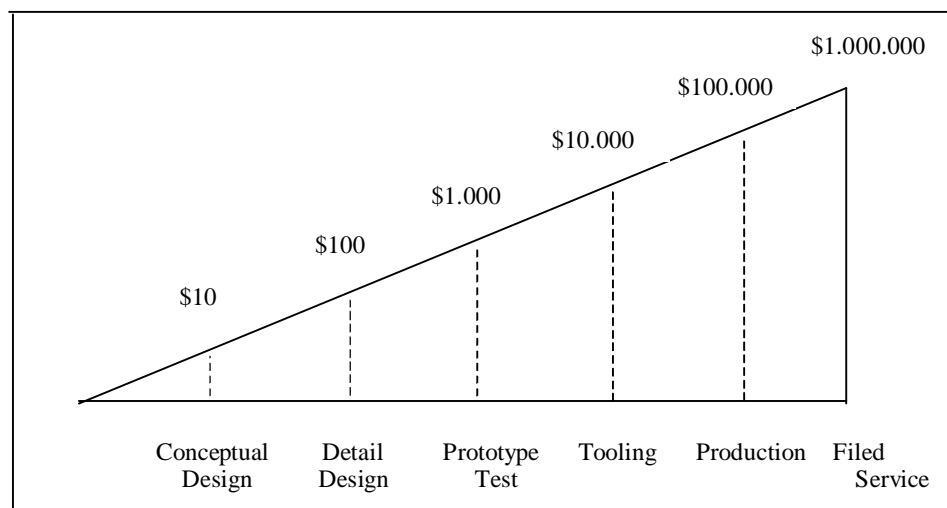 $1.000.000
$100.000
$10.000
$1.000
$100
$10
Conceptual Design
Detail Design
Prototype Test
Tooling
Production
Filed Service